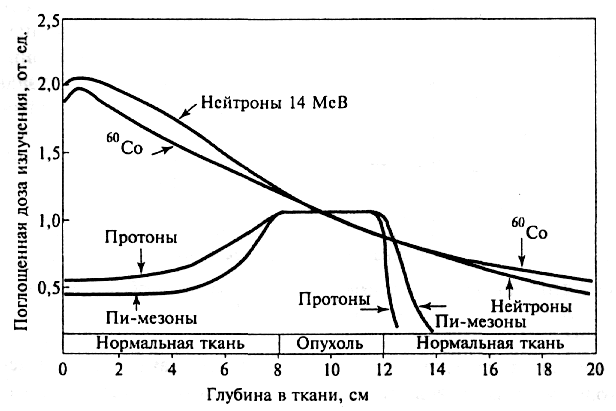 Поглощенная доза излучения, от. ед.
2,5
2,0
1,5
1,0
0,5
Нейтроны 14 МеВ
60Co
Протоны
Пи-мезоны
60Co
Нейтроны
Протоны
Пи-мезоны
Нормальная ткань Опухоль Нормальная ткань
0 2 4 6 8 10 12 14 16 18 20
Глубина в ткани, см